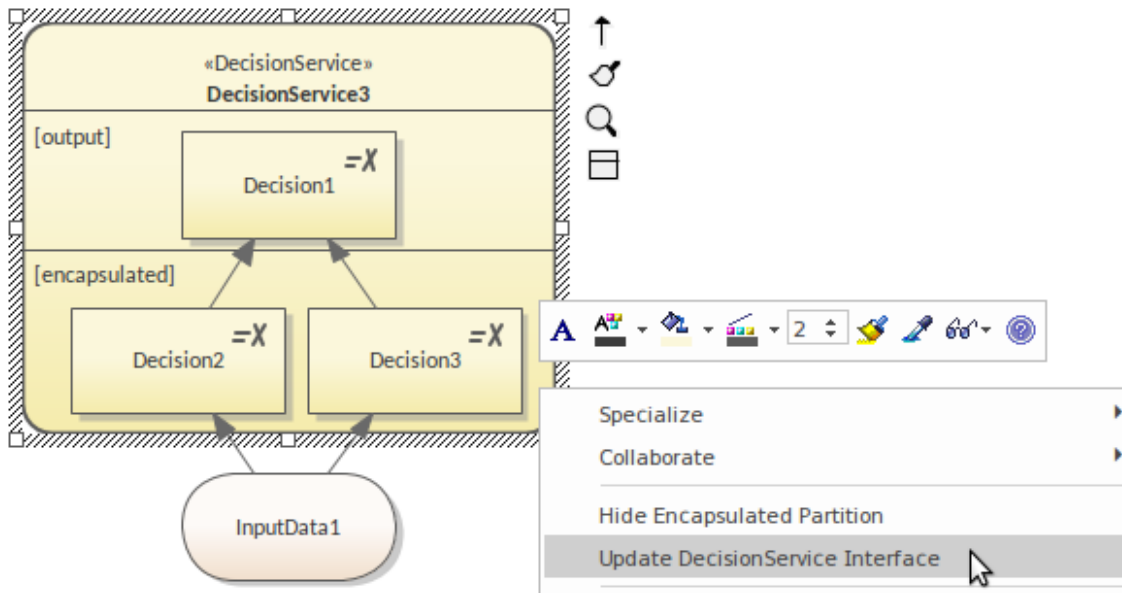 «DecisionService»
DecisionService3
[output]
=X
Decision1
[encapsulated]
=X
Decision2
=X
Decision3
InputData1
A
A
2
?
Specialize
Collaborate
Hide Encapsulated Partition
Update DecisionService Interface